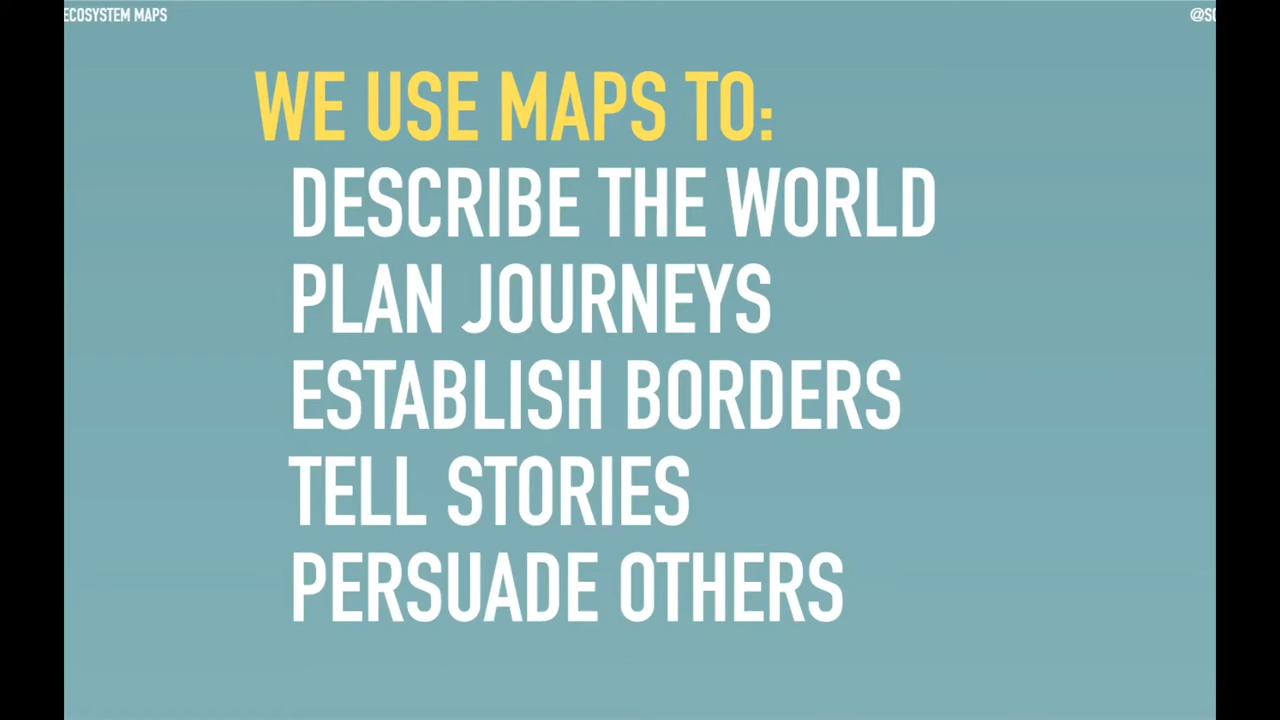 ECOSYSTEM MAPS
WE USE MAPS TO:
DESCRIBE THE WORLD
PLAN JOURNEYS
ESTABLISH BORDERS
TELL STORIES
PERSUADE OTHERS